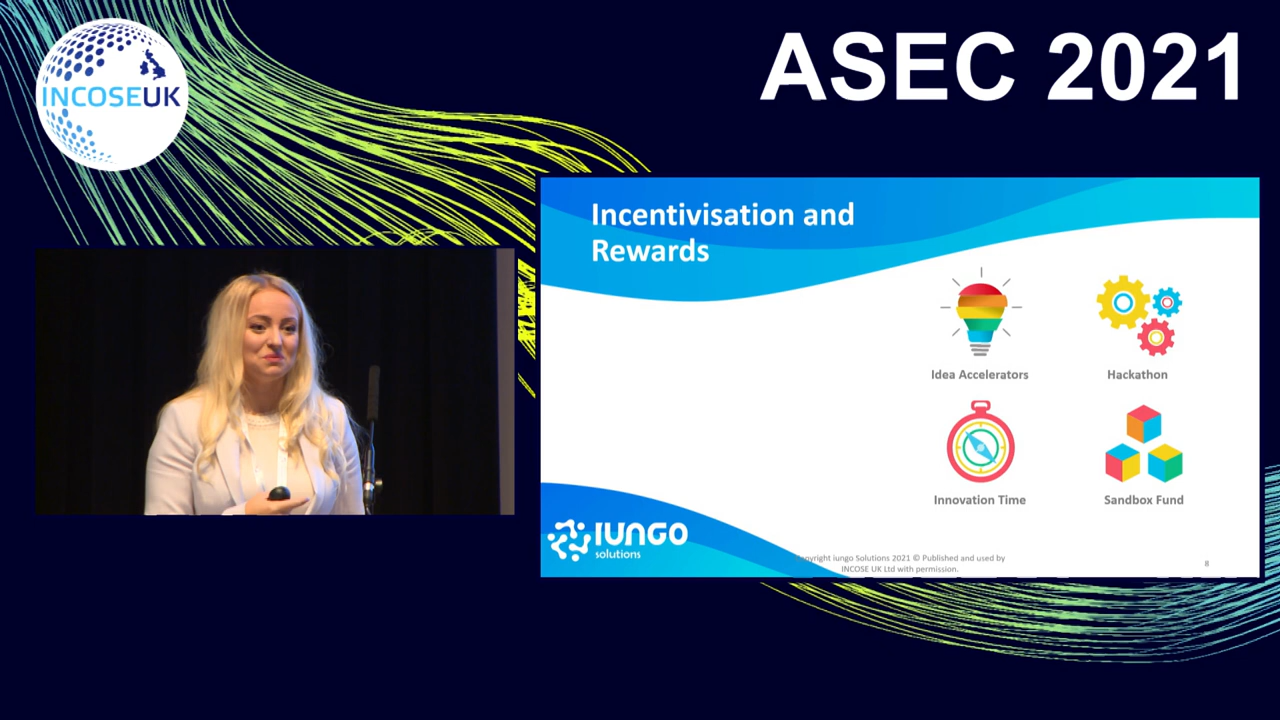 INCOSEUK
ASEC 2021
Incentivisation and
Rewards
Idea Accelerators
Hackathon
Innovation Time
Sandbox Fund
IUNGO
solutions
Copyright iungo Solutions 2021 © Published and used by
INCOSE UK Ltd with permission.
8